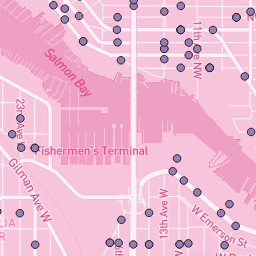 11th Ave NW
Salmon Bay
23rd Ave W
Fishermen's Terminal
Gilman Ave W
13th Ave W
W Emerson St